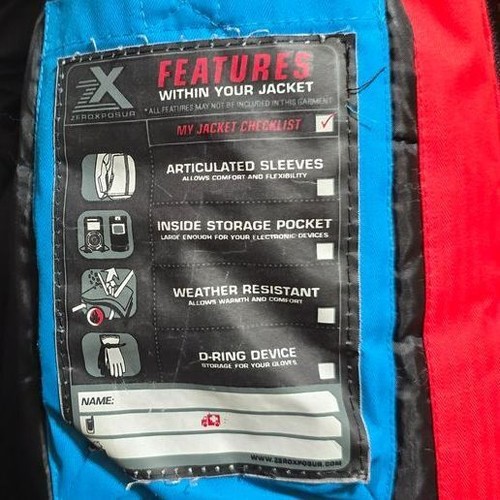 X
ZEROXPOSUR
FEATURES
WITHIN YOUR JACKET
*ALL FEATURES MAY NOT BE INCLUDED IN THIS GARMENT
MY JACKET CHECKLIST
ARTICULATED SLEEVES
ALLOWS COMFORT AND FLEXIBILITY
INSIDE STORAGE POCKET
LARGE ENOUGH FOR YOUR ELECTRONIC DEVICES
WEATHER RESISTANT
ALLOWS WARMTH AND COMFORT
D-RING DEVICE
STORAGE FOR YOUR GLOVES
NAME:
WWW.ZEROXPOSUR.COM